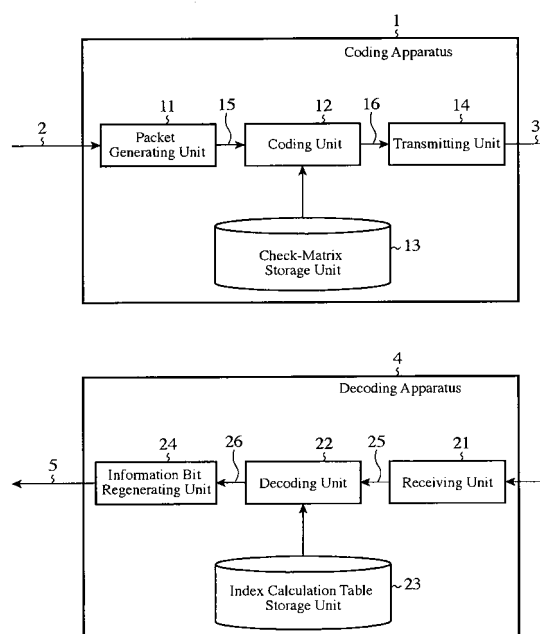 1
Coding Apparatus
2
11
15
12
16
14
3
Packet
Generating Unit
Coding Unit
Transmitting Unit
Check-Matrix
Storage Unit
13
4
Decoding Apparatus
5
24
26
22
25
21
Information Bit
Regenerating Unit
Decoding Unit
Receiving Unit
Index Calculation Table
Storage Unit
23